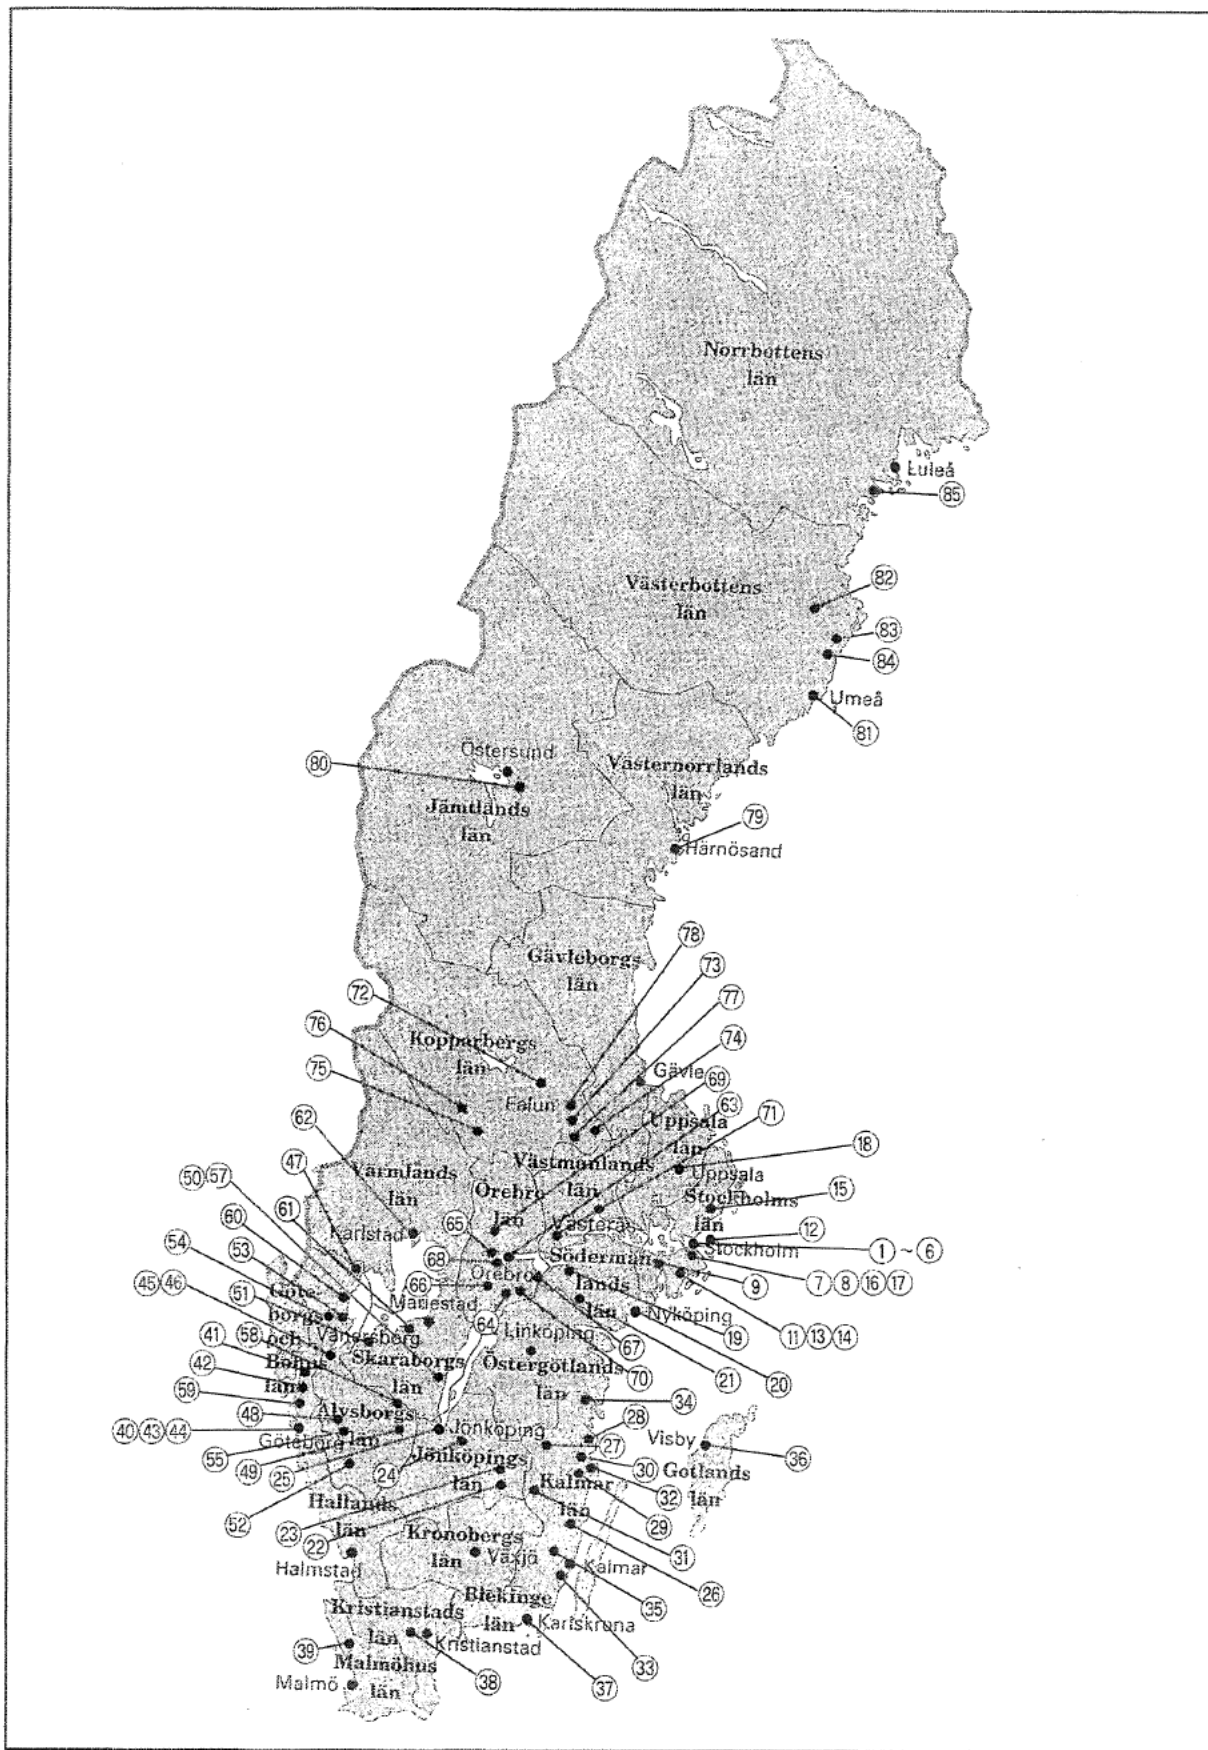 Norrbottens
län
Luleå
85
Västerbottens
län
82
83
84
Umeå
81
Östersund
80
Jämtlands
län
Västernorrlands
län
79
Härnösand
78
Gävleborgs
län
73
72
77
76
Kopparbergs
län
74
75
Gävle
69
Falun
63
62
Uppsala
län
71
47
Värmlands
län
Västmanlands
län
18
Uppsala
50 57
61
Örebro
län
15
Stockholms
län
60
Karlstad
65
Västerås
12
54
53
68
Söderman
lands
län
Stockholm
1 ~ 6
45 46
51
66
Örebro
9
7 8 16 17
Göte-
borgs
och
Bohus
län
Mariestad
64
Nyköping
19
11 13 14
58
Vänersborg
Linköping
67
41
Skaraborgs
län
Östergötlands
län
70
21
20
42
59
34
48
Älvsborgs
län
28
40 43 44
Göteborg
Jönköping
27
Visby
36
55
49
25
24
Jönköpings
län
30
Gotlands
län
52
Kalmar
län
32
23
Hallands
län
29
22
Kronobergs
län
31
Halmstad
Växjö
Kalmar
26
Blekinge
län
35
Kristianstads
län
Karlskrona
39
Kristianstad
33
Malmöhus
län
38
37
Malmö